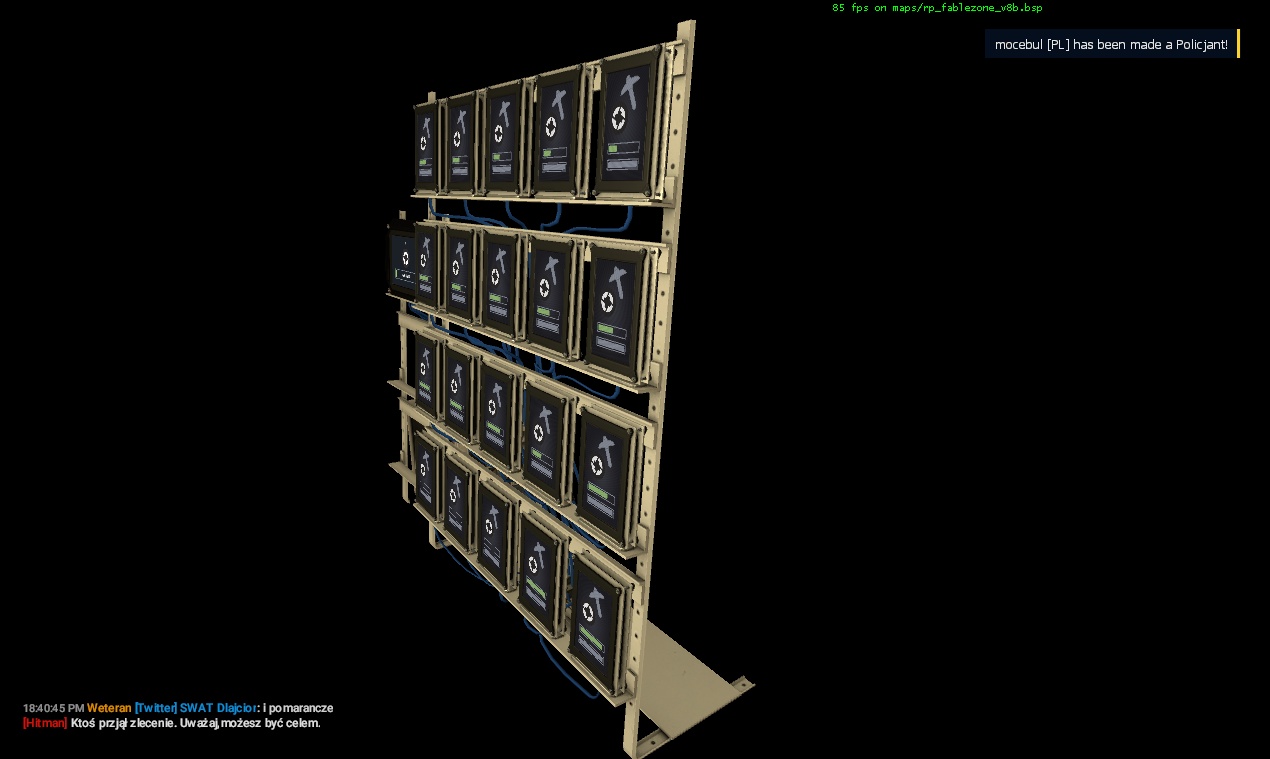 85 fps on maps/rp_fablezone_v8b.bsp
mocebul [PL] has been made a Policjant!
18:40:45 PM Weteran [Twitter] SWAT Dlajcior: i pomarancze
[Hitman] Ktoś przjął zlecenie. Uważaj,możesz być celem.